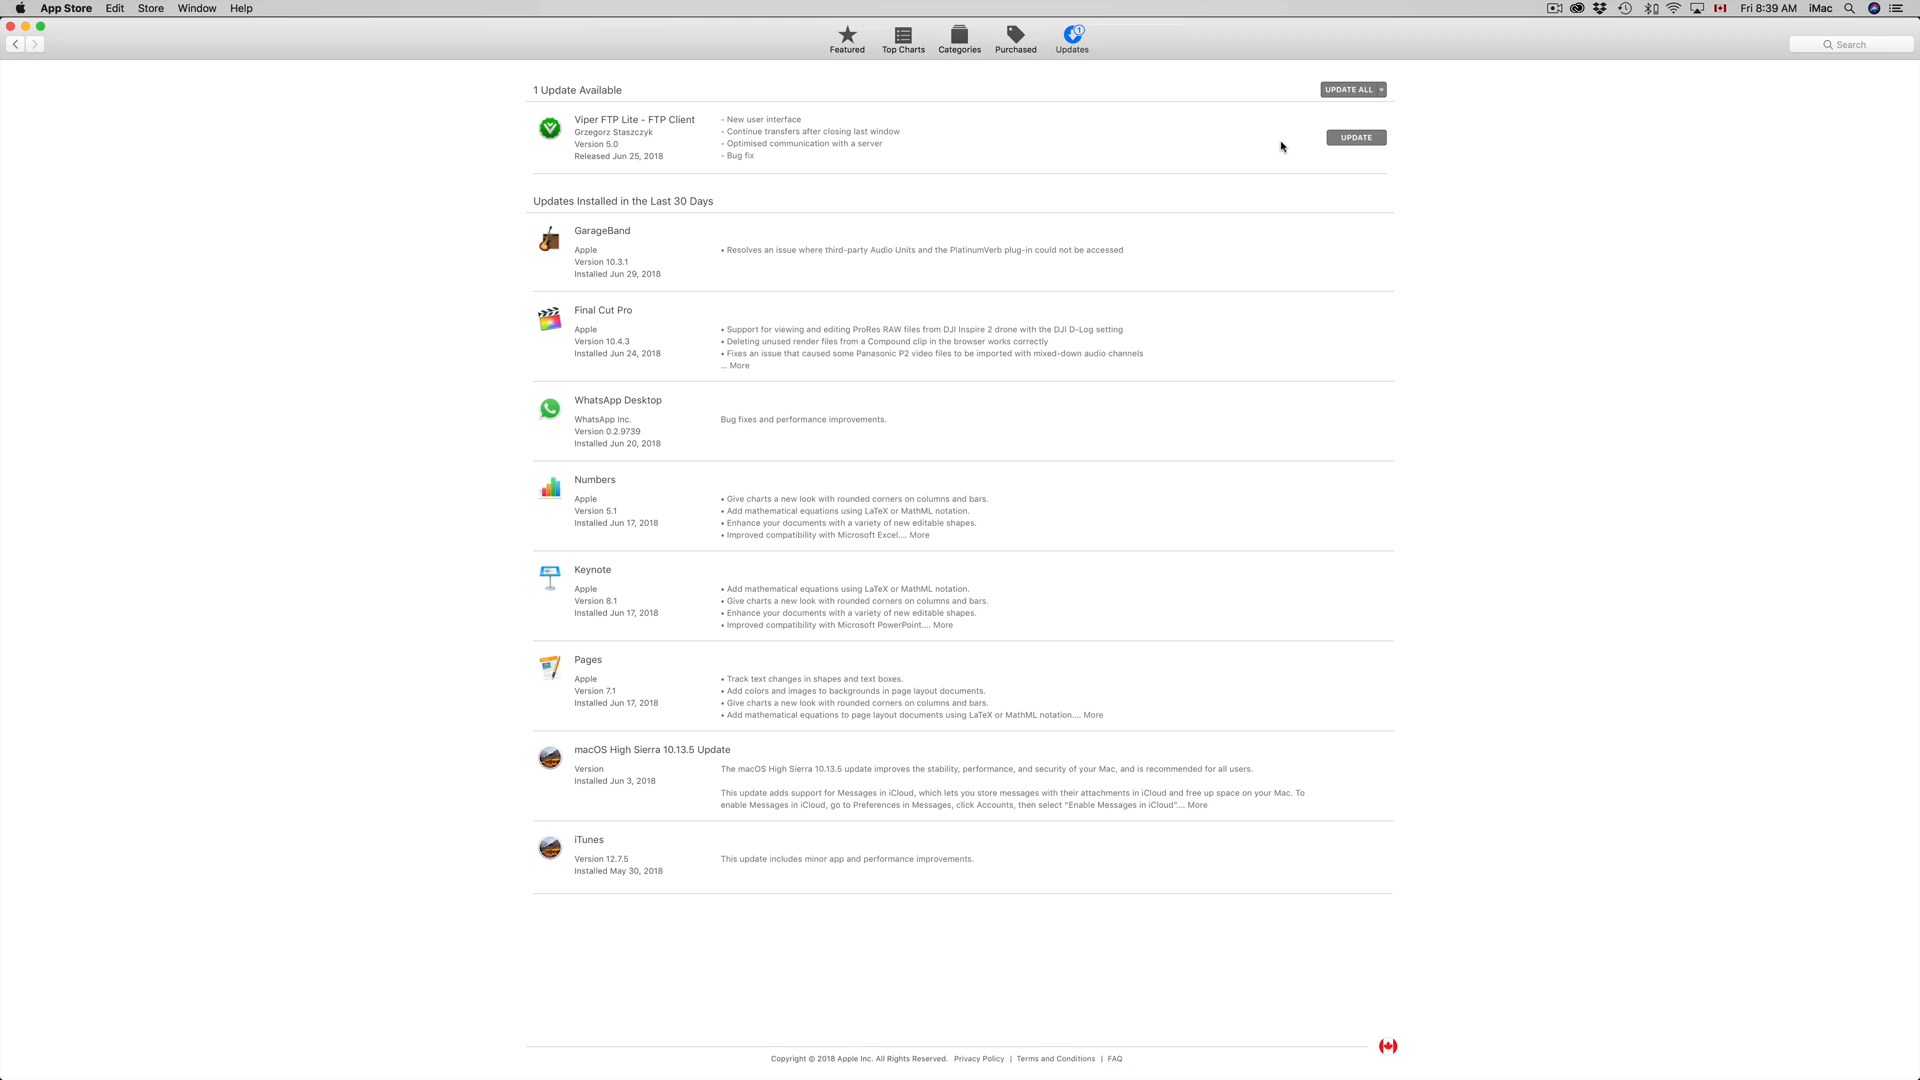 App Store Edit Store Window Help
Fri 8:39 AM iMac
Featured Top Charts Categories Purchased Updates
1
Search
1 Update Available
UPDATE ALL
Viper FTP Lite - FTP Client
Grzegorz Staszczyk
Version 5.0
Released Jun 25, 2018
- New user interface
- Continue transfers after closing last window
- Optimised communication with a server
- Bug fix
UPDATE
Updates Installed in the Last 30 Days
GarageBand
Apple
Version 10.3.1
Installed Jun 29, 2018
• Resolves an issue where third-party Audio Units and the PlatinumVerb plug-in could not be accessed
Final Cut Pro
Apple
Version 10.4.3
Installed Jun 24, 2018
• Support for viewing and editing ProRes RAW files from DJI Inspire 2 drone with the DJI D-Log setting
• Deleting unused render files from a Compound clip in the browser works correctly
• Fixes an issue that caused some Panasonic P2 video files to be imported with mixed-down audio channels
... More
WhatsApp Desktop
WhatsApp Inc.
Version 0.2.9739
Installed Jun 20, 2018
Bug fixes and performance improvements.
Numbers
Apple
Version 5.1
Installed Jun 17, 2018
• Give charts a new look with rounded corners on columns and bars.
• Add mathematical equations using LaTeX or MathML notation.
• Enhance your documents with a variety of new editable shapes.
• Improved compatibility with Microsoft Excel.... More
Keynote
Apple
Version 8.1
Installed Jun 17, 2018
• Add mathematical equations using LaTeX or MathML notation.
• Give charts a new look with rounded corners on columns and bars.
• Enhance your documents with a variety of new editable shapes.
• Improved compatibility with Microsoft PowerPoint.... More
Pages
Apple
Version 7.1
Installed Jun 17, 2018
• Track text changes in shapes and text boxes.
• Add colors and images to backgrounds in page layout documents.
• Give charts a new look with rounded corners on columns and bars.
• Add mathematical equations to page layout documents using LaTeX or MathML notation.... More
macOS High Sierra 10.13.5 Update
Version
Installed Jun 3, 2018
The macOS High Sierra 10.13.5 update improves the stability, performance, and security of your Mac, and is recommended for all users.
This update adds support for Messages in iCloud, which lets you store messages with their attachments in iCloud and free up space on your Mac. To
enable Messages in iCloud, go to Preferences in Messages, click Accounts, then select “Enable Messages in iCloud”.... More
iTunes
Version 12.7.5
Installed May 30, 2018
This update includes minor app and performance improvements.
Copyright © 2018 Apple Inc. All Rights Reserved. Privacy Policy | Terms and Conditions | FAQ